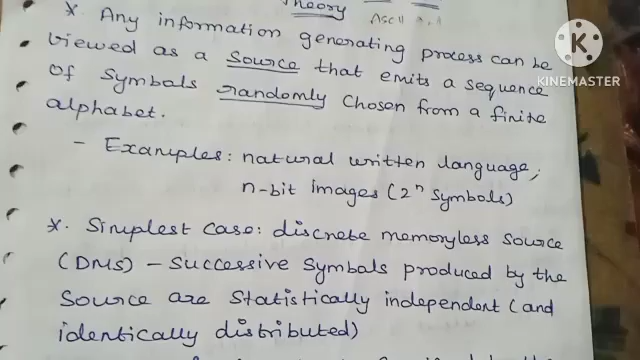 Theory ASCII
* Any information generating process can be
viewed as a source that emits a sequence
of symbols randomly chosen from a finite
alphabet.
- Examples: natural written language,
n-bit images (2ⁿ symbols)
* Simplest case: discrete memoryless source
(DMS) - successive symbols produced by the
source are statistically independent (and
identically distributed)
KINEMASTER